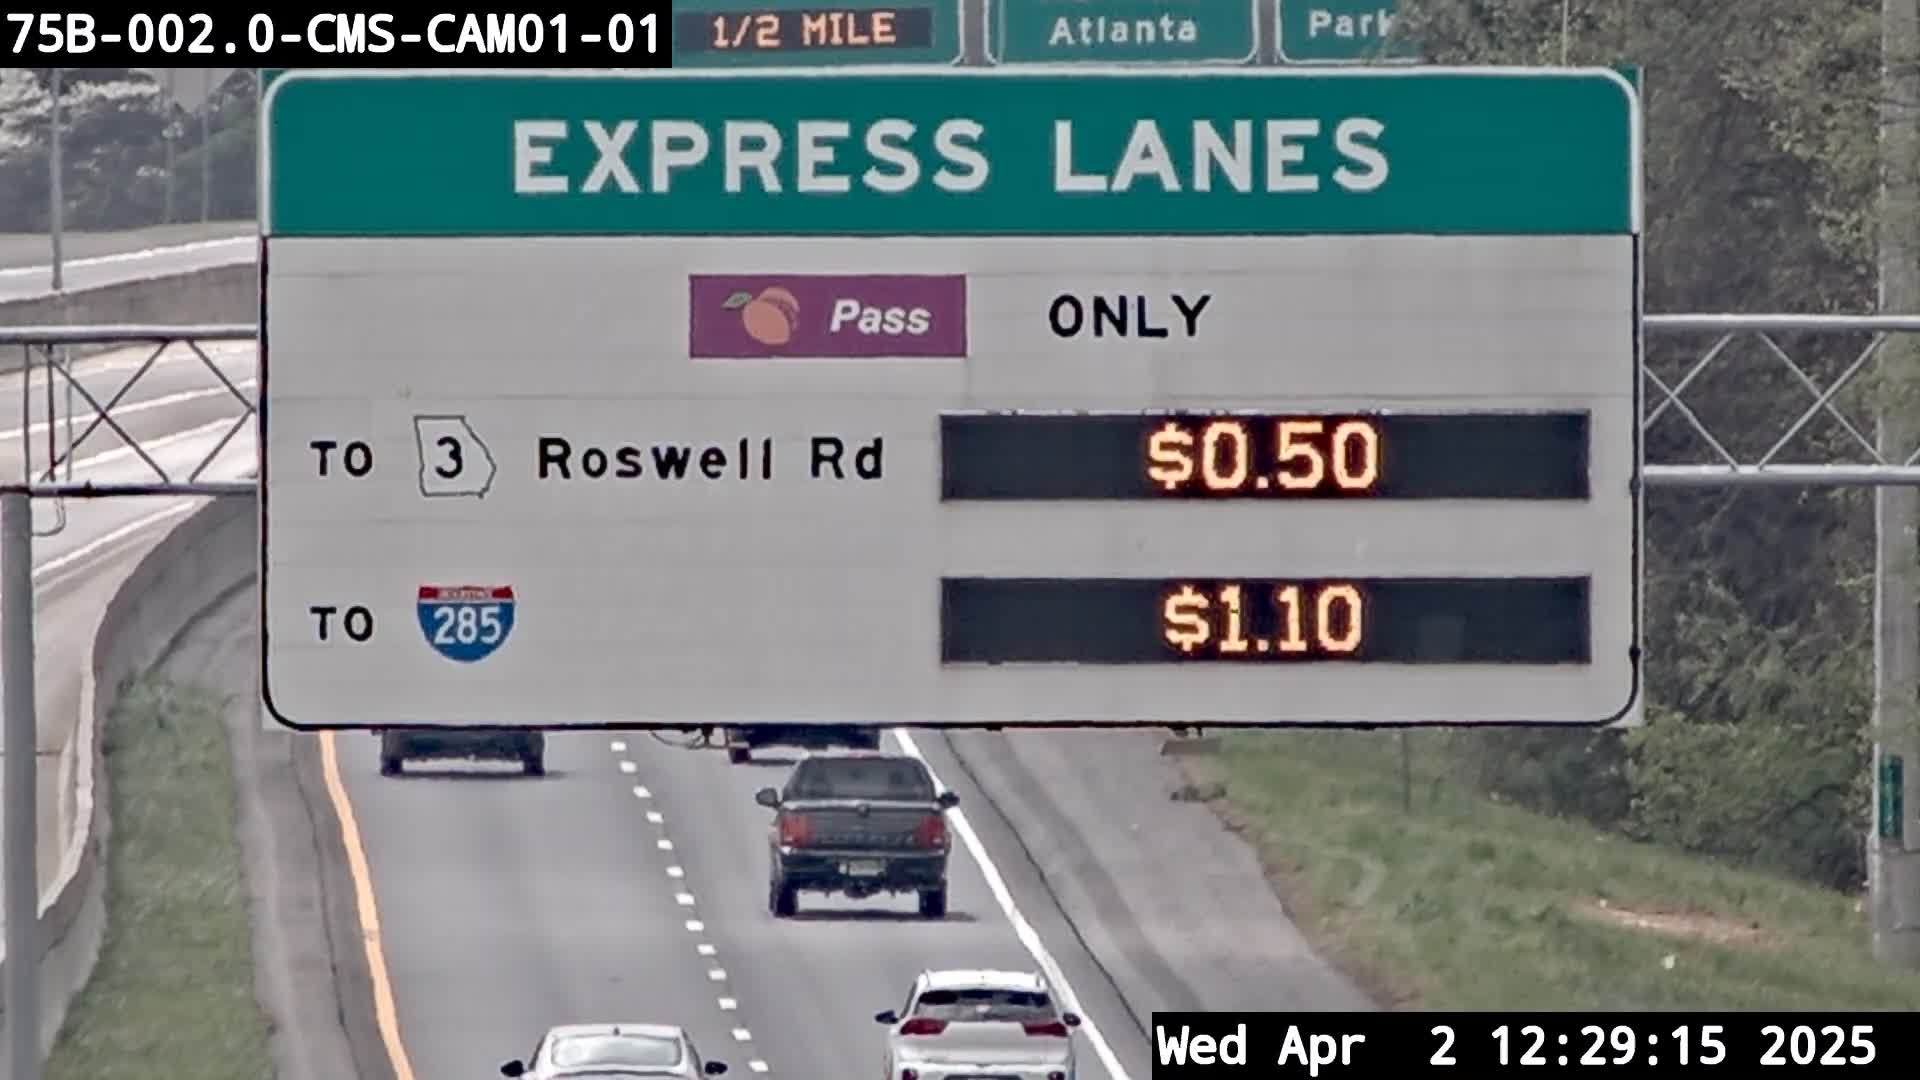 75B-002.0-CMS-CAM01-01
1/2 MILE
Atlanta
Park
EXPRESS LANES
Pass ONLY
TO 3 Roswell Rd $0.50
TO 285 $1.10
Wed Apr 2 12:29:15 2025